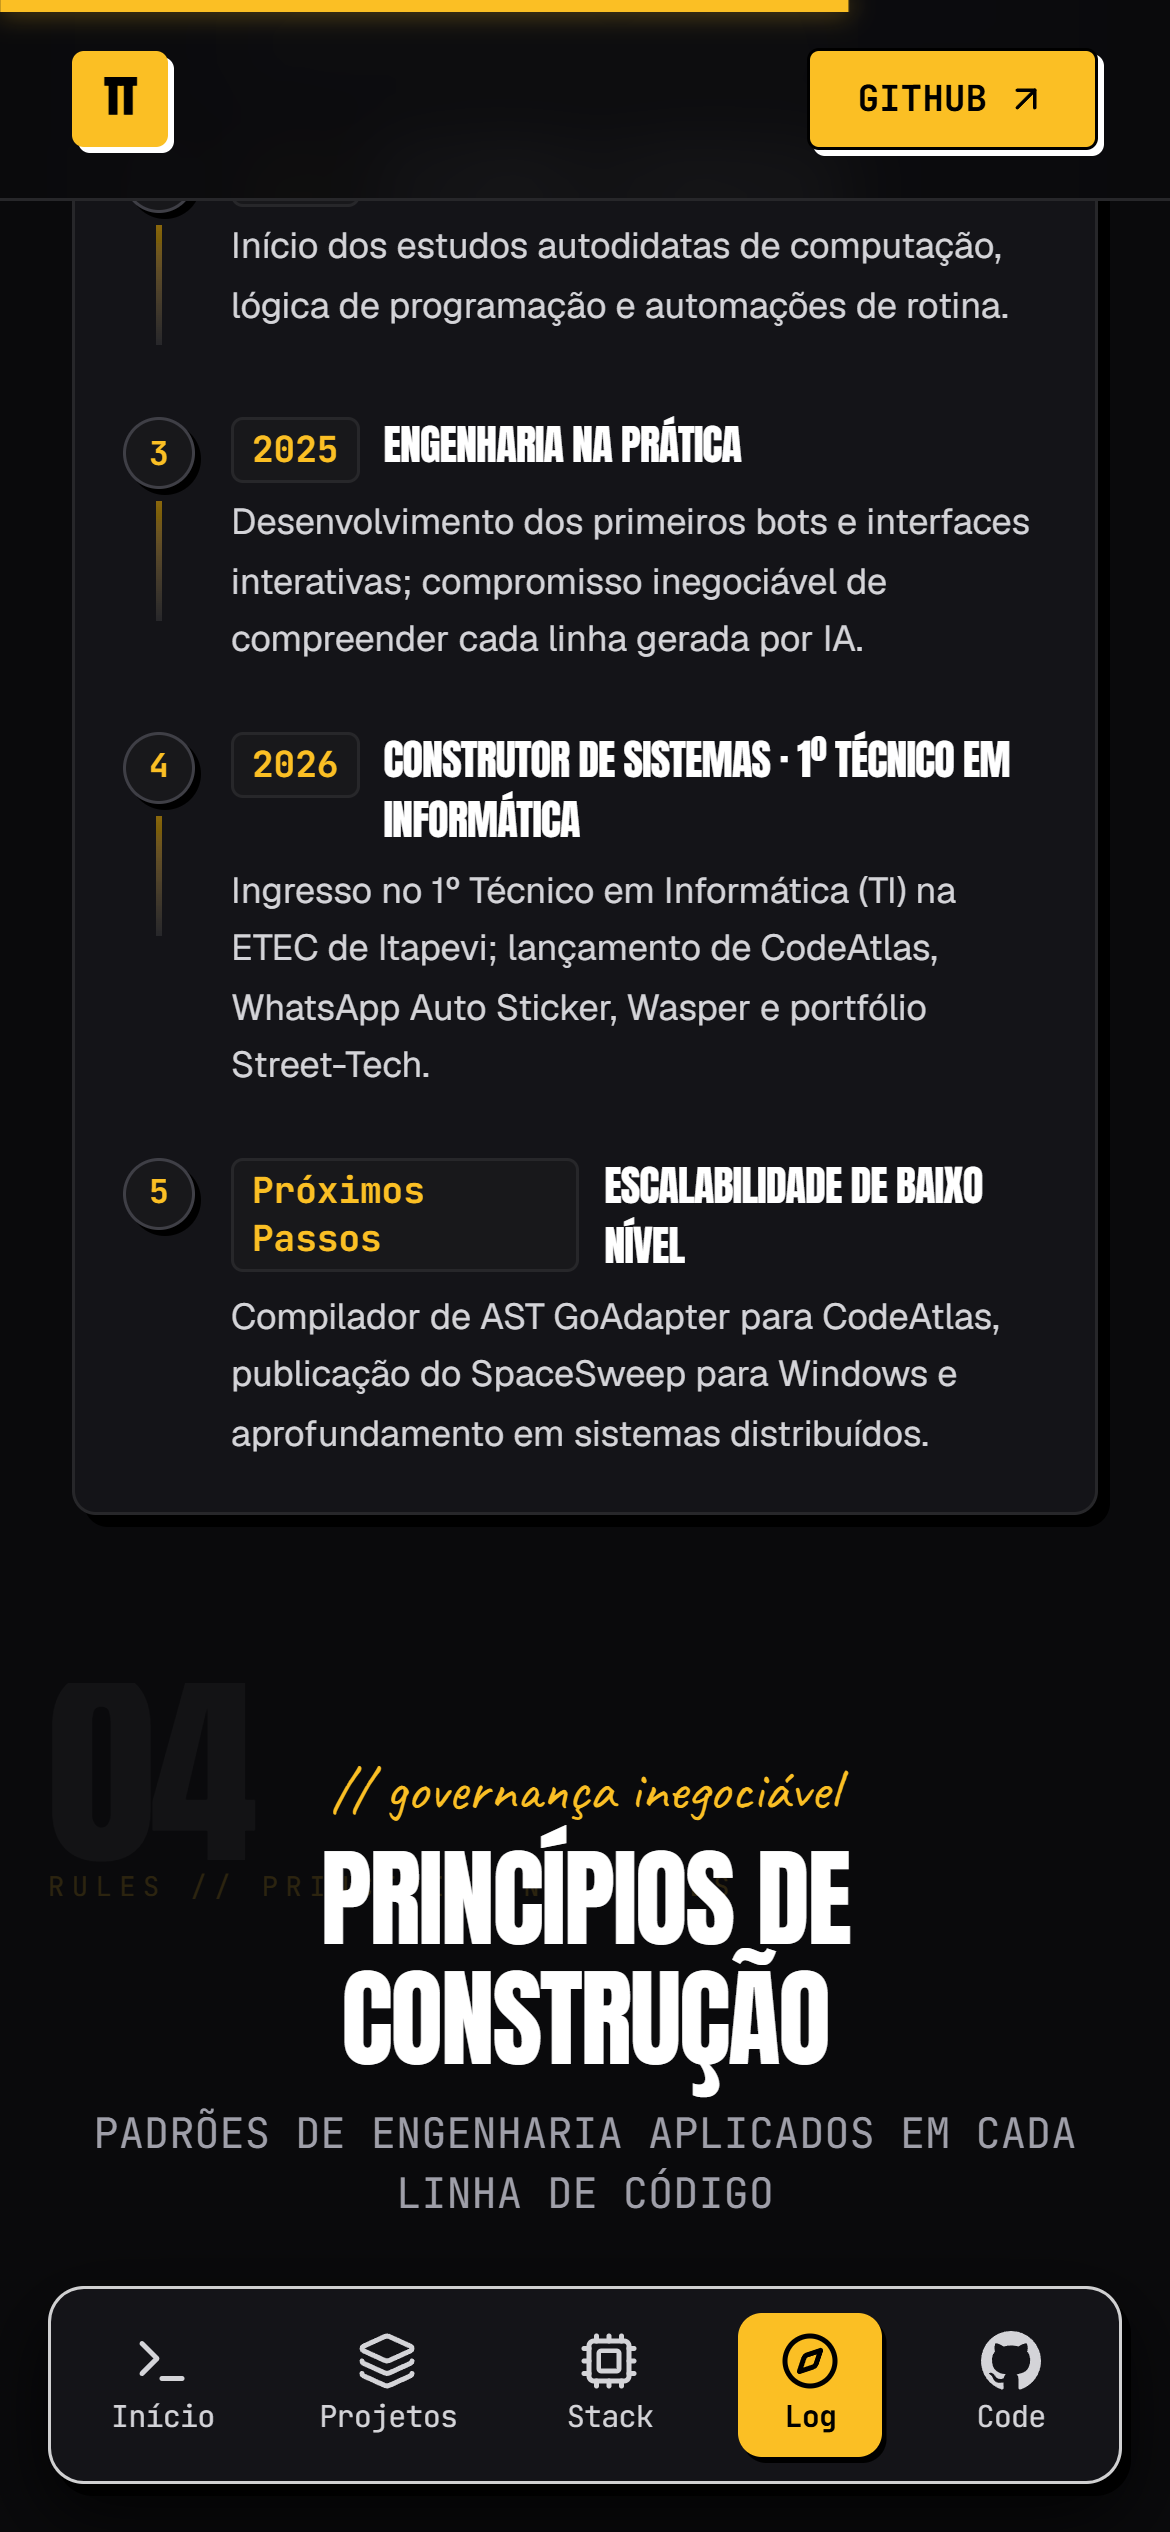 π
GITHUB
Início dos estudos autodidatas de computação,
lógica de programação e automações de rotina.
3
2025
ENGENHARIA NA PRÁTICA
Desenvolvimento dos primeiros bots e interfaces
interativas; compromisso inegociável de
compreender cada linha gerada por IA.
4
2026
CONSTRUTOR DE SISTEMAS · 1º TÉCNICO EM
INFORMÁTICA
Ingresso no 1º Técnico em Informática (TI) na
ETEC de Itapevi; lançamento de CodeAtlas,
WhatsApp Auto Sticker, Wasper e portfólio
Street-Tech.
5
Próximos
Passos
ESCALABILIDADE DE BAIXO
NÍVEL
Compilador de AST GoAdapter para CodeAtlas,
publicação do SpaceSweep para Windows e
aprofundamento em sistemas distribuídos.
04
// governança inegociável
RULES //
PRINCÍPIOS DE
CONSTRUÇÃO
PADRÕES DE ENGENHARIA APLICADOS EM CADA
LINHA DE CÓDIGO
Início
Projetos
Stack
Log
Code